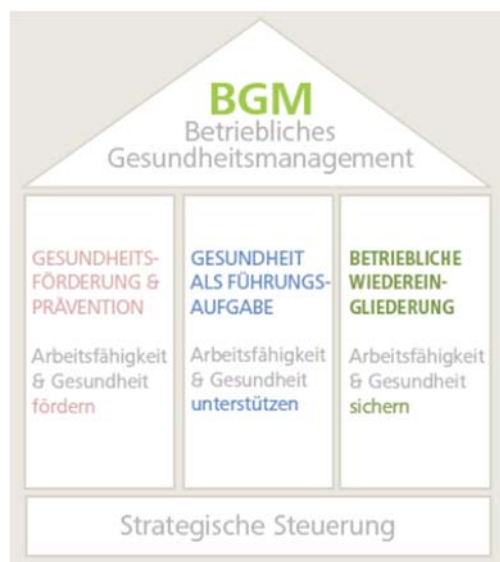 BGM
Betriebliches
Gesundheitsmanagement
GESUNDHEITS-
FÖRDERUNG &
PRÄVENTION
Arbeitsfähigkeit
& Gesundheit
fördern
GESUNDHEIT
ALS FÜHRUNGS-
AUFGABE
Arbeitsfähigkeit
& Gesundheit
unterstützen
BETRIEBLICHE
WIEDEREIN-
GLIEDERUNG
Arbeitsfähigkeit
& Gesundheit
sichern
Strategische Steuerung